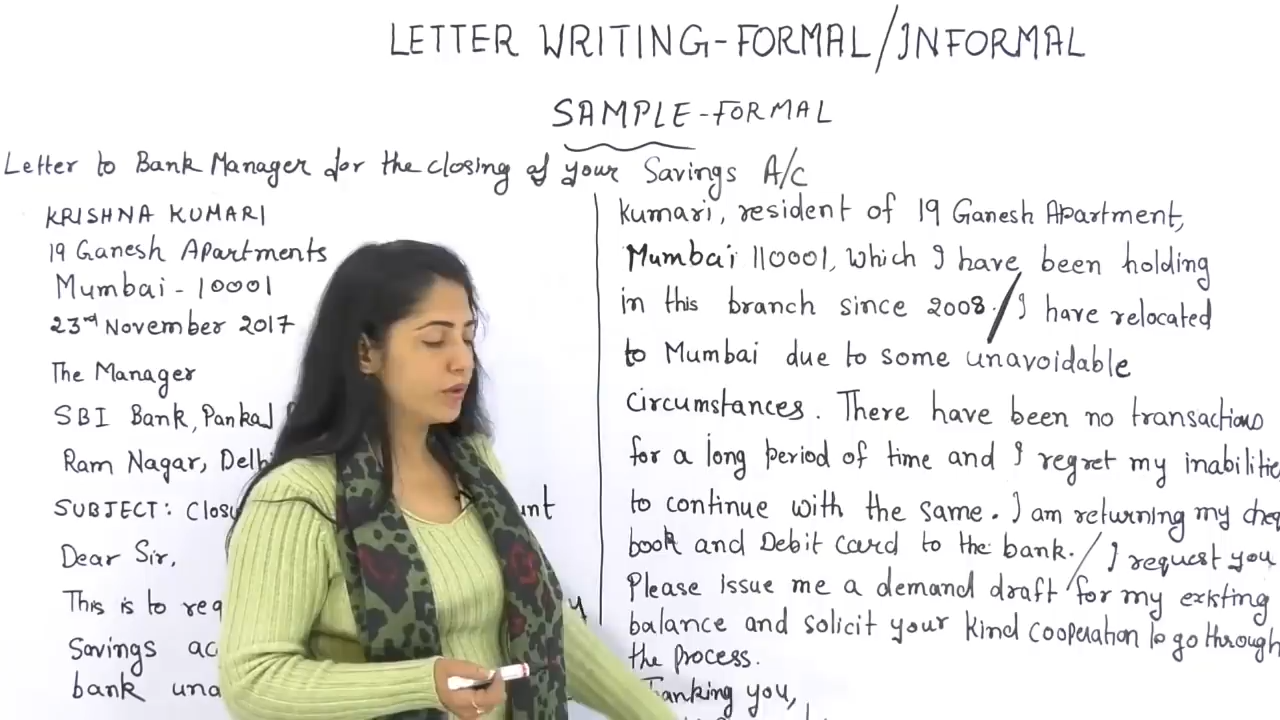 LETTER WRITING-FORMAL/INFORMAL
SAMPLE-FORMAL
Letter to Bank Manager for the closing of your Savings A/C
KRISHNA KUMARI
19 Ganesh Apartments
Mumbai - 10001
23rd November 2017
The Manager
SBI Bank, Pankaj
Ram Nagar, Delhi
SUBJECT:
Dear Sir,
This is to
Savings
bank
Kumari, resident of 19 Ganesh Apartment,
Mumbai 110001, which I have been holding
in this branch since 2008. / I have relocated
to Mumbai due to some unavoidable
circumstances. There have been no transactions
for a long period of time and I regret my
to continue with the same. I am returning my
book and Debit Card to the bank. / I request you
Please issue me a demand draft for my existing
balance and solicit your kind cooperation to go through
the process.
Thanking you,